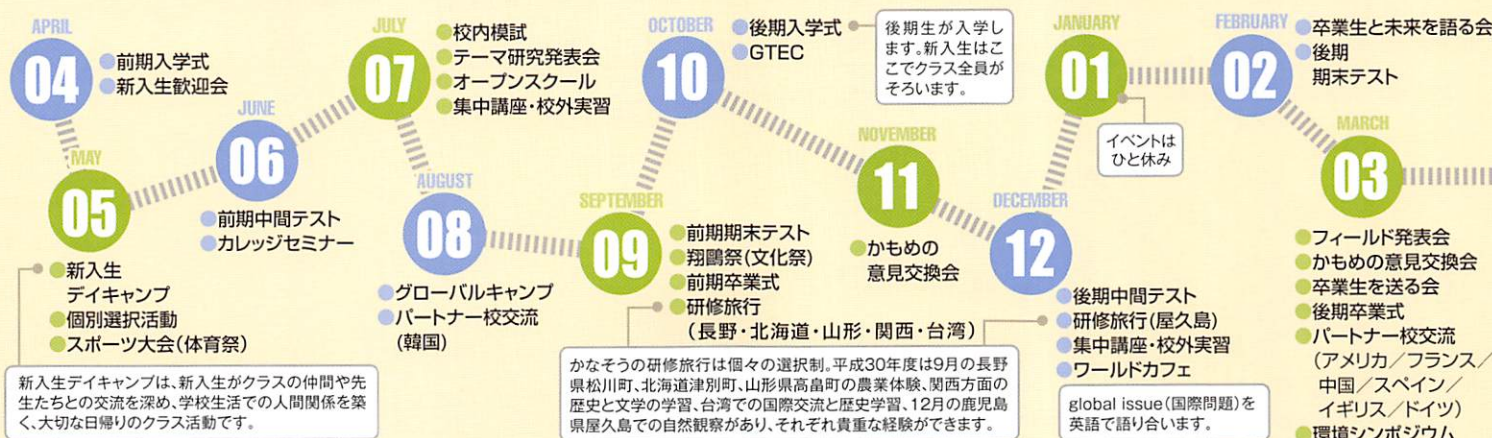 APRIL
04
●前期入学式
●新入生歓迎会
MAY
05
●新入生
デイキャンプ
●個別選択活動
●スポーツ大会(体育祭)
新入生デイキャンプは、新入生がクラスの仲間や先
生たちとの交流を深め、学校生活での人間関係を築
く、大切な日帰りのクラス活動です。
JUNE
06
●前期中間テスト
●カレッジセミナー
JULY
07
●校内模試
●テーマ研究発表会
●オープンスクール
●集中講座・校外実習
AUGUST
08
●グローバルキャンプ
●パートナー校交流
(韓国)
SEPTEMBER
09
●前期期末テスト
●翔鷗祭(文化祭)
●前期卒業式
●研修旅行
(長野・北海道・山形・関西・台湾)
かなそうの研修旅行は個々の選択制。平成30年度は9月の長野
県松川町、北海道津別町、山形県高畠町の農業体験、関西方面の
歴史と文学の学習、台湾での国際交流と歴史学習、12月の鹿児島
県屋久島での自然観察があり、それぞれ貴重な経験ができます。
OCTOBER
10
●後期入学式
●GTEC
後期生が入学し
ます。新入生はこ
こでクラス全員が
そろいます。
NOVEMBER
11
●かもめの
意見交換会
DECEMBER
12
●後期中間テスト
●研修旅行(屋久島)
●集中講座・校外実習
●ワールドカフェ
global issue(国際問題)を
英語で語り合います。
JANUARY
01
イベントは
ひと休み
FEBRUARY
02
●卒業生と未来を語る会
●後期
期末テスト
MARCH
03
●フィールド発表会
●かもめの意見交換会
●卒業生を送る会
●後期卒業式
●パートナー校交流
(アメリカ／フランス／
中国／スペイン／
イギリス／ドイツ)
●環境シンポジウム